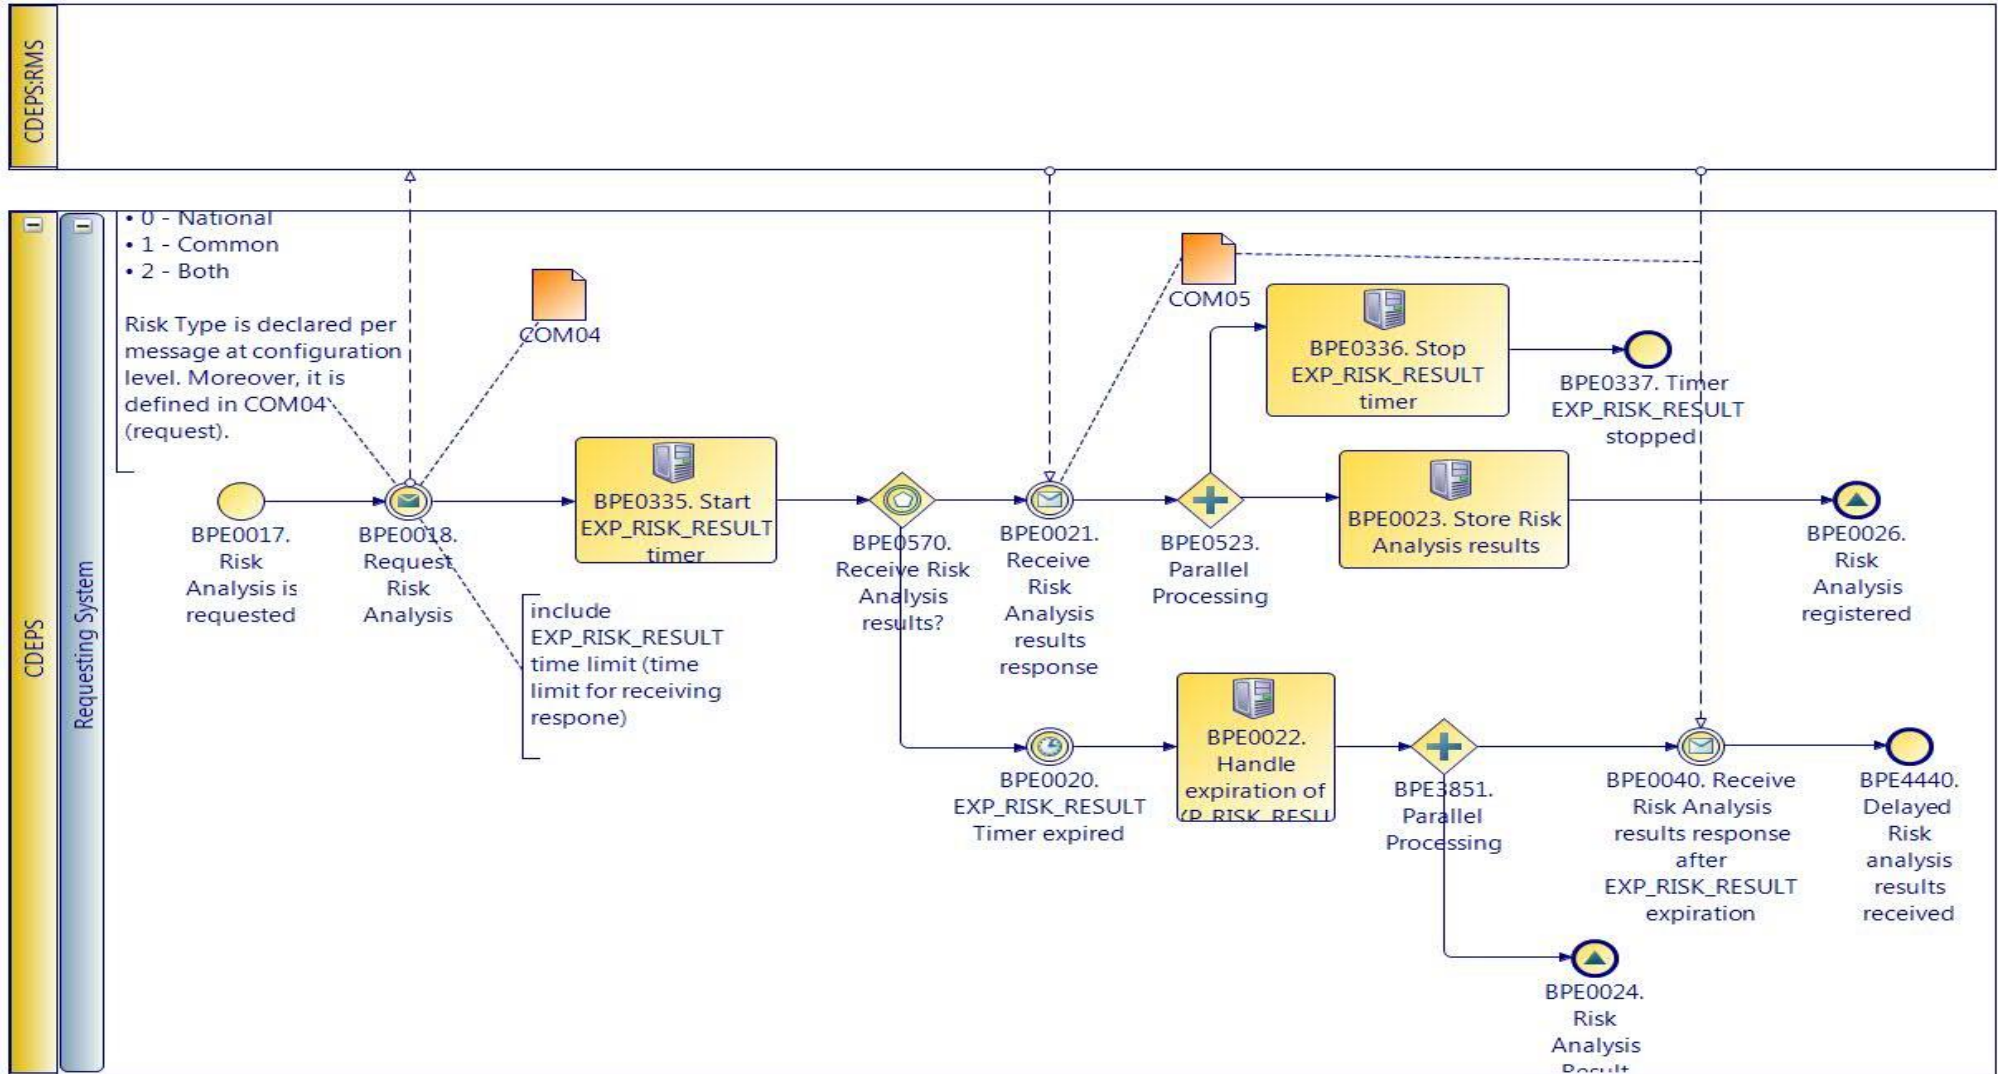 CDEPS:RMS
CDEPS
Requesting System
• 0 - National
• 1 - Common
• 2 - Both
Risk Type is declared per
message at configuration
level. Moreover, it is
defined in COM04
(request).
COM04
COM05
BPE0336. Stop
EXP_RISK_RESULT
timer
BPE0337. Timer
EXP_RISK_RESULT
stopped
BPE0017.
Risk
Analysis is
requested
BPE0018.
Request
Risk
Analysis
BPE0335. Start
EXP_RISK_RESULT
timer
BPE0570.
Receive Risk
Analysis
results?
BPE0021.
Receive
Risk
Analysis
results
response
BPE0523.
Parallel
Processing
BPE0023. Store Risk
Analysis results
BPE0026.
Risk
Analysis
registered
include
EXP_RISK_RESULT
time limit (time
limit for receiving
respone)
BPE0020.
EXP_RISK_RESULT
Timer expired
BPE0022.
Handle
expiration of
P_RISK_RESU
BPE3851.
Parallel
Processing
BPE0040. Receive
Risk Analysis
results response
after
EXP_RISK_RESULT
expiration
BPE4440.
Delayed
Risk
analysis
results
received
BPE0024.
Risk
Analysis
Result